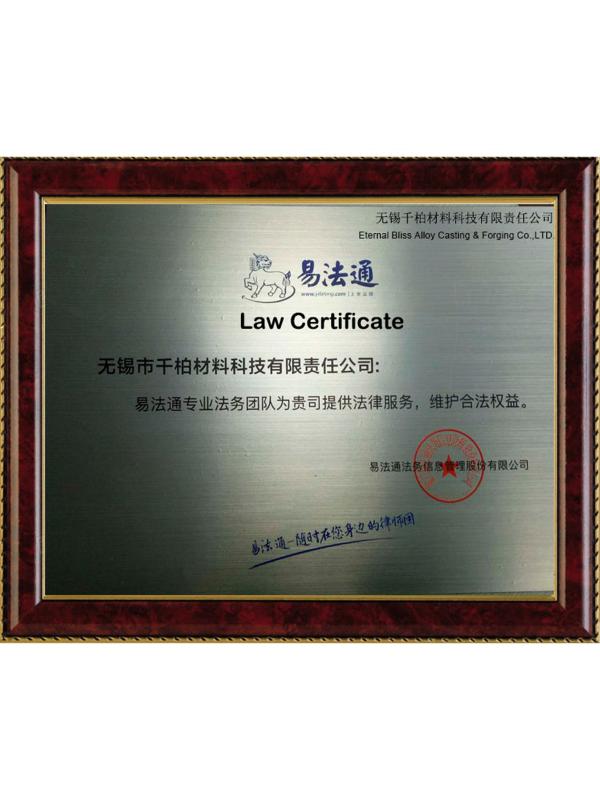 无锡千柏材料科技有限责任公司
Eternal Bliss Alloy Casting & Forging Co.,LTD.
易法通
Law Certificate
无锡市千柏材料科技有限责任公司:
易法通专业法务团队为贵司提供法律服务，维护合法权益。
易法通法务信息管理股份有限公司
易法通-随时在您身边的律师团